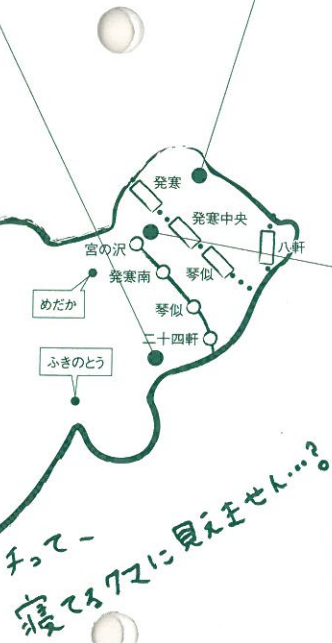 発寒
発寒中央
宮の沢
八軒
発寒南
琴似
めだか
琴似
二十四軒
ふきのとう
チって〜
寝てるクマに見えません…?。